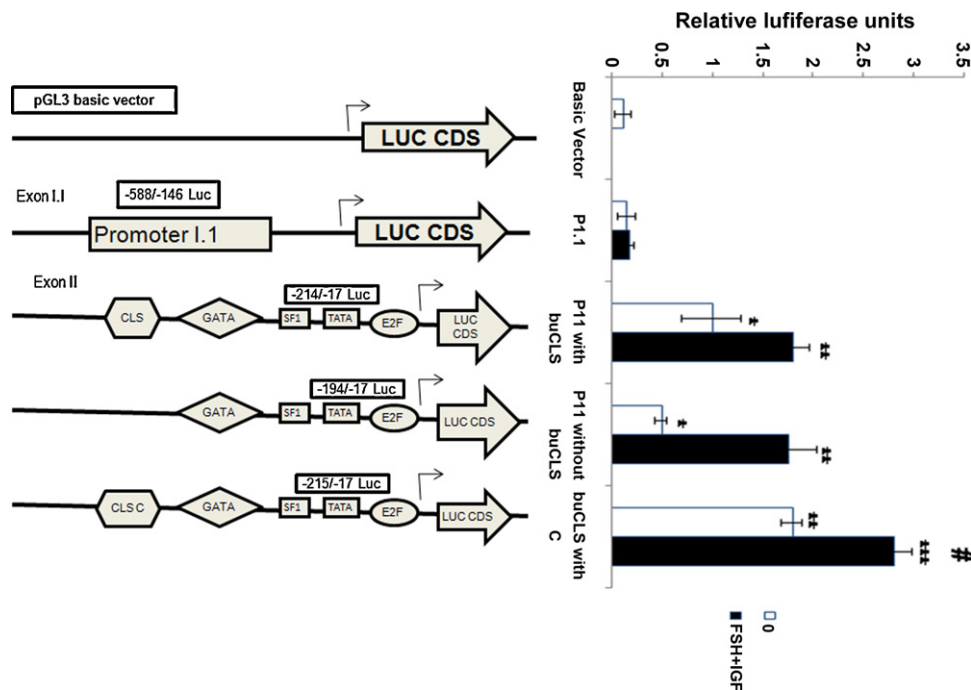 pGL3 basic vector
LUC CDS
Exon I.I
-588/-146 Luc
Promoter I.1
LUC CDS
Exon II
-214/-17 Luc
CLS
GATA
SF1
TATA
E2F
LUC
CDS
-194/-17 Luc
GATA
SF1
TATA
E2F
LUC CDS
-215/-17 Luc
CLS C
GATA
SF1
TATA
E2F
LUC CDS
Relative lufiferase units
0
0.5
1
1.5
2
2.5
3
3.5
Basic Vector
P1.1
P11 with
buCLS
P11 without
buCLS
buCLS with
C
*
**
*
**
**
***
#
0
FSH+IGF